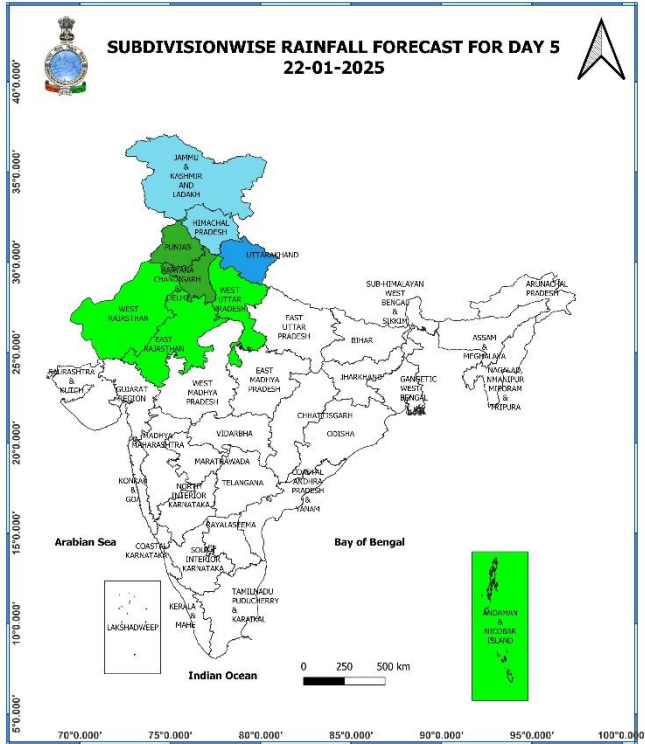 SUBDIVISIONWISE RAINFALL FORECAST FOR DAY 5
22-01-2025
40°0.000'
35°0.000'
30°0.000'
25°0.000'
20°0.000'
15°0.000'
10°0.000'
5°0.000'
JAMMU
&
KASHMIR
AND
LADAKH
HIMACHAL
PRADESH
PUNJAB
UTTARAKHAND
CHANDIGARH
&
DELHI
WEST
UTTAR
PRADESH
WEST
RAJASTHAN
EAST
RAJASTHAN
EAST
UTTAR
PRADESH
SUB-HIMALAYAN
WEST
BENGAL
&
SIKKIM
ARUNACHAL
PRADESH
BIHAR
ASSAM
&
MEGHALAYA
NAGALAD,
NMANIPUR
MIZORAM
&
TRIPURA
SAURASHTRA
&
KUTCH
GUJARAT
REGION
WEST
MADHYA
PRADESH
EAST
MADHYA
PRADESH
JHARKHAND
GANGETIC
WEST
BENGAL
CHHATTISGARH
ODISHA
MADHYA
MAHARASHTRA
VIDARBHA
MARATHWADA
TELANGANA
KONKAN
&
GOA
NORTH
INTERIOR
KARNATAKA
COASTAL
ANDHRA
PRADESH
&
YANAM
RAYALASEEMA
COASTAL
KARNATAKA
SOUTH
INTERIOR
KARNATAKA
Arabian Sea
Bay of Bengal
TAMILNADU
PUDUCHERRY
&
KARAIKAL
KERALA
&
MAHE
LAKSHADWEEP
ANDAMAN
&
NICOBAR
ISLAND
Indian Ocean
0 250 500 km
70°0.000' 75°0.000' 80°0.000' 85°0.000' 90°0.000' 95°0.000' 100°0.000'